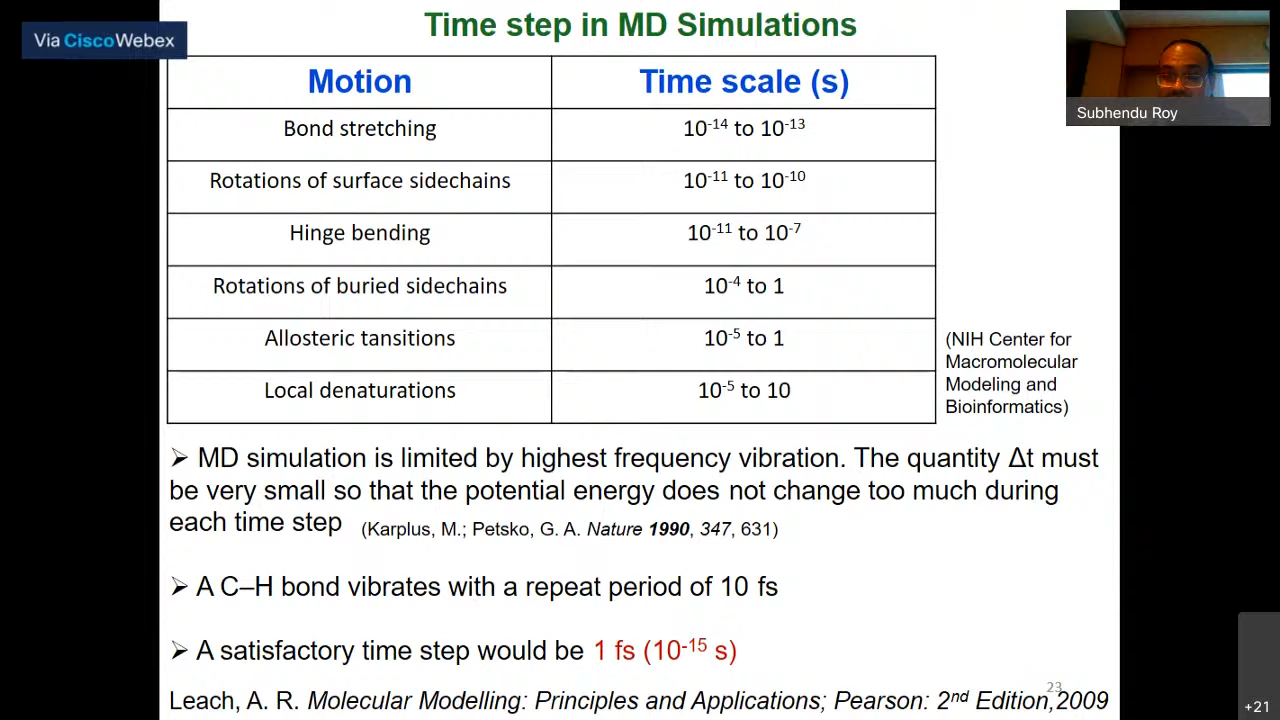 Time step in MD Simulations
Via CiscoWebex
Motion Time scale (s)
Bond stretching 10⁻¹⁴ to 10⁻¹³
Rotations of surface sidechains 10⁻¹¹ to 10⁻¹⁰
Hinge bending 10⁻¹¹ to 10⁻⁷
Rotations of buried sidechains 10⁻⁴ to 1
Allosteric tansitions 10⁻⁵ to 1
Local denaturations 10⁻⁵ to 10
(NIH Center for
Macromolecular
Modeling and
Bioinformatics)
Subhendu Roy
➢ MD simulation is limited by highest frequency vibration. The quantity Δt must
be very small so that the potential energy does not change too much during
each time step (Karplus, M.; Petsko, G. A. Nature 1990, 347, 631)
➢ A C–H bond vibrates with a repeat period of 10 fs
➢ A satisfactory time step would be 1 fs (10⁻¹⁵ s)
23
Leach, A. R. Molecular Modelling: Principles and Applications; Pearson: 2ⁿᵈ Edition,2009
+21